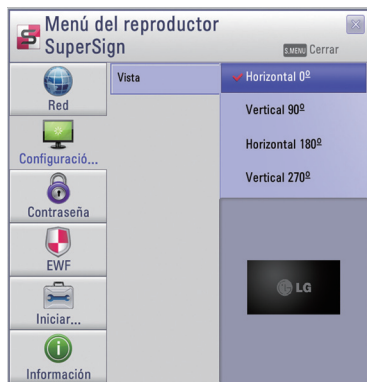 Menú del reproductor
SuperSign
S.MENU Cerrar
Red
Configuració...
Contraseña
EWF
Iniciar...
Información
Vista
Horizontal 0º
Vertical 90º
Horizontal 180º
Vertical 270º
LG